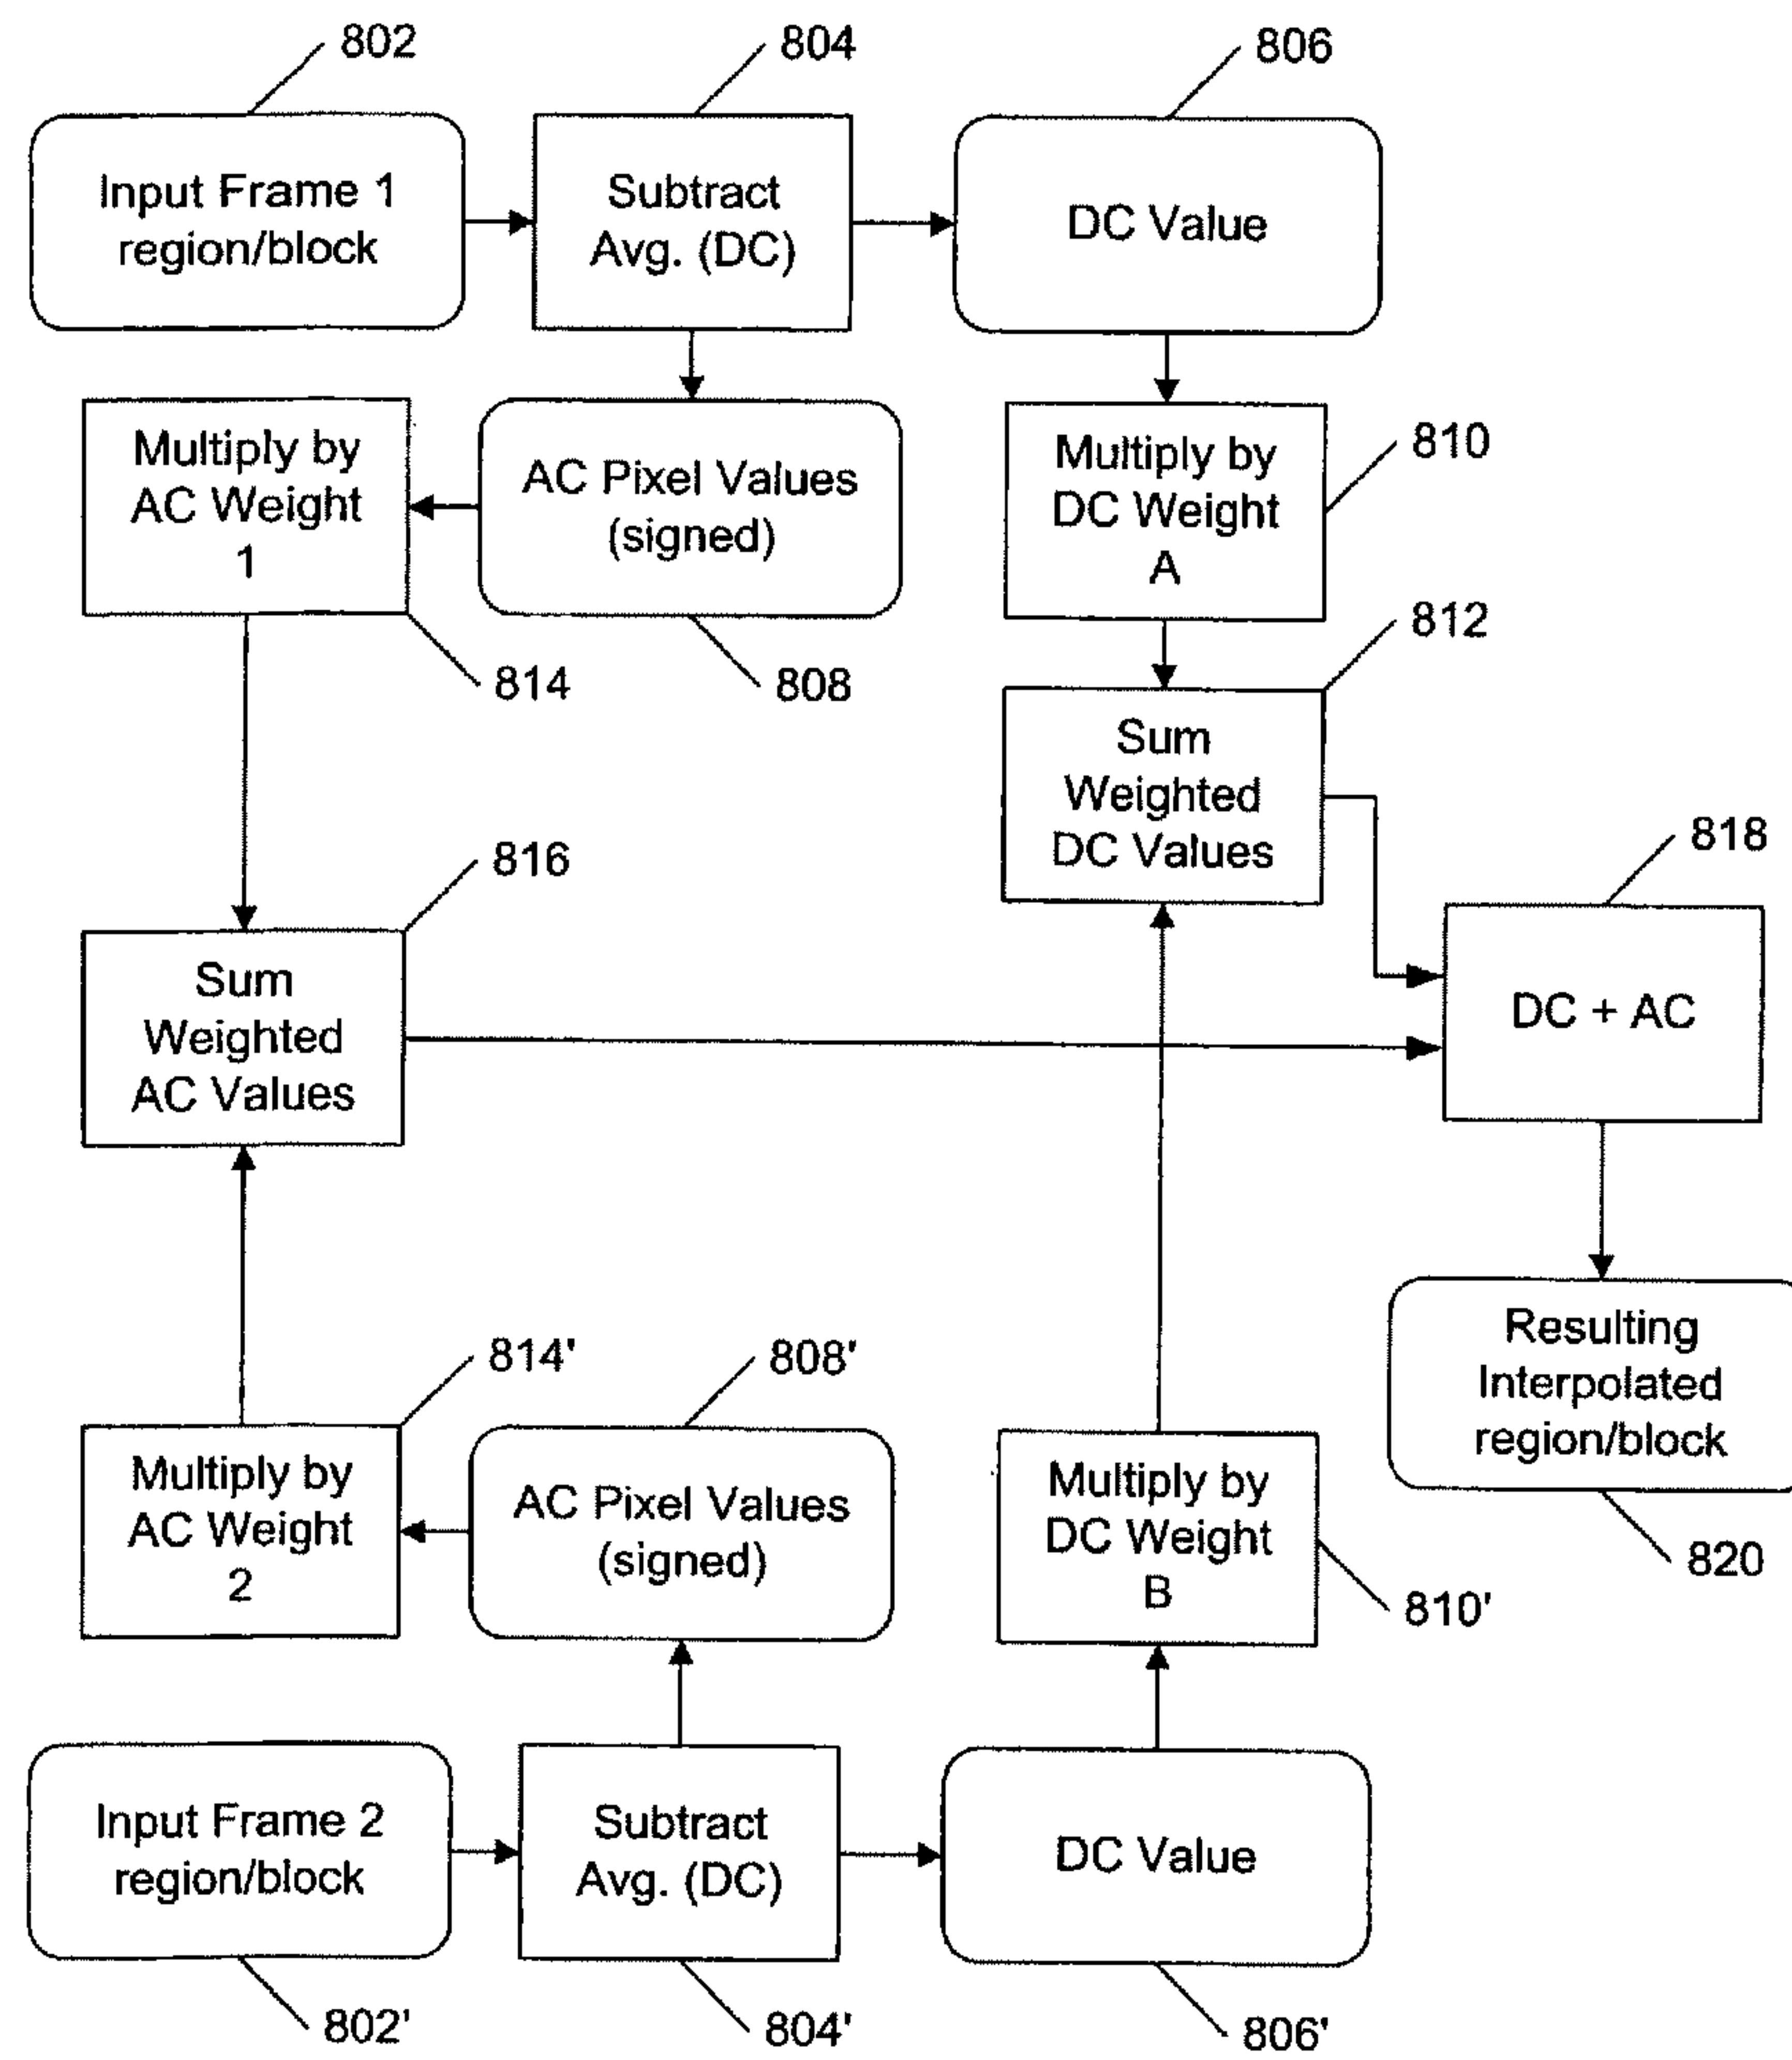 802
804
806
Input Frame 1
region/block
Subtract
Avg. (DC)
DC Value
Multiply by
AC Weight
1
AC Pixel Values
(signed)
Multiply by
DC Weight
A
810
814
808
812
Sum
Weighted
DC Values
816
818
Sum
Weighted
AC Values
DC + AC
814'
808'
Resulting
Interpolated
region/block
Multiply by
AC Weight
2
AC Pixel Values
(signed)
Multiply by
DC Weight
B
820
810'
Input Frame 2
region/block
Subtract
Avg. (DC)
DC Value
802'
804'
806'